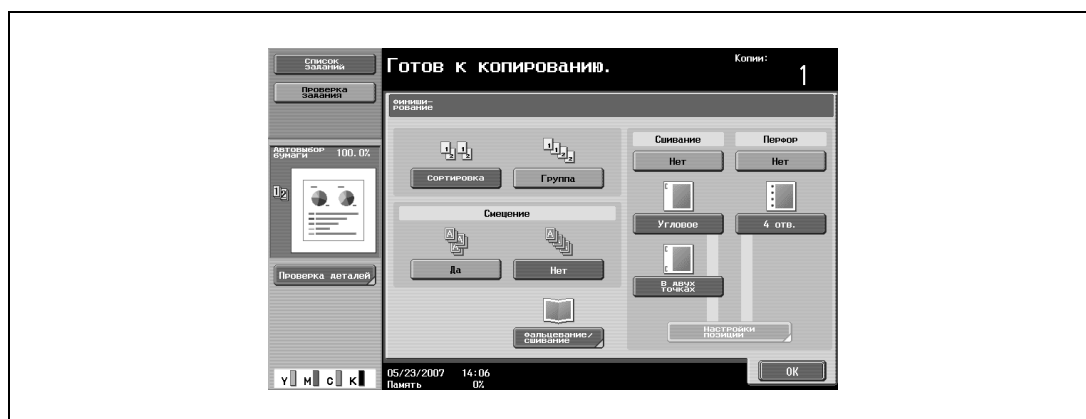 Список
заданий
Готов к копированию.
Копии:
1
Проверка
задания
Финиши-
рование
Автовыбор
бумаги
100.0%
Сшивание
Перфор
Нет
Нет
Сортировка
Группа
Смещение
Угловое
4 отв.
Да
Нет
Проверка деталей
В двух
точках
Фальцевание/
сшивание
Настройки
позиции
Y M C K
05/23/2007 14:06
Память 0%
OK